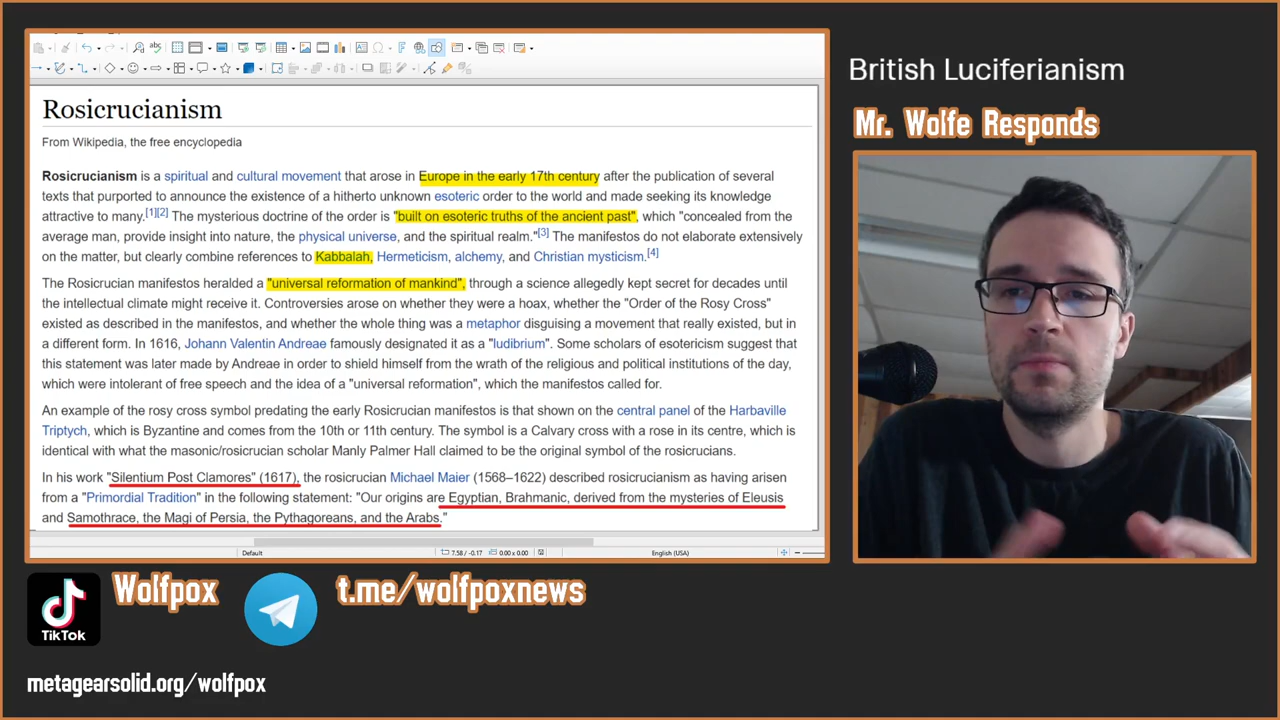 Rosicrucianism
From Wikipedia, the free encyclopedia
Rosicrucianism is a spiritual and cultural movement that arose in Europe in the early 17th century after the publication of several
texts that purported to announce the existence of a hitherto unknown esoteric order to the world and made seeking its knowledge
attractive to many.[1][2] The mysterious doctrine of the order is "built on esoteric truths of the ancient past", which "concealed from the
average man, provide insight into nature, the physical universe, and the spiritual realm."[3] The manifestos do not elaborate extensively
on the matter, but clearly combine references to Kabbalah, Hermeticism, alchemy, and Christian mysticism.[4]
The Rosicrucian manifestos heralded a "universal reformation of mankind", through a science allegedly kept secret for decades until
the intellectual climate might receive it. Controversies arose on whether they were a hoax, whether the "Order of the Rosy Cross"
existed as described in the manifestos, and whether the whole thing was a metaphor disguising a movement that really existed, but in
a different form. In 1616, Johann Valentin Andreae famously designated it as a "ludibrium". Some scholars of esotericism suggest that
this statement was later made by Andreae in order to shield himself from the wrath of the religious and political institutions of the day,
which were intolerant of free speech and the idea of a "universal reformation", which the manifestos called for.
An example of the rosy cross symbol predating the early Rosicrucian manifestos is that shown on the central panel of the Harbaville
Triptych, which is Byzantine and comes from the 10th or 11th century. The symbol is a Calvary cross with a rose in its centre, which is
identical with what the masonic/rosicrucian scholar Manly Palmer Hall claimed to be the original symbol of the rosicrucians.
In his work "Silentium Post Clamores" (1617), the rosicrucian Michael Maier (1568–1622) described rosicrucianism as having arisen
from a "Primordial Tradition" in the following statement: "Our origins are Egyptian, Brahmanic, derived from the mysteries of Eleusis
and Samothrace, the Magi of Persia, the Pythagoreans, and the Arabs."
Default
7.58 / -0.17
0.00 x 0.00
English (USA)
British Luciferianism
Mr. Wolfe Responds
TikTok
Wolfpox
t.me/wolfpoxnews
metagearsolid.org/wolfpox